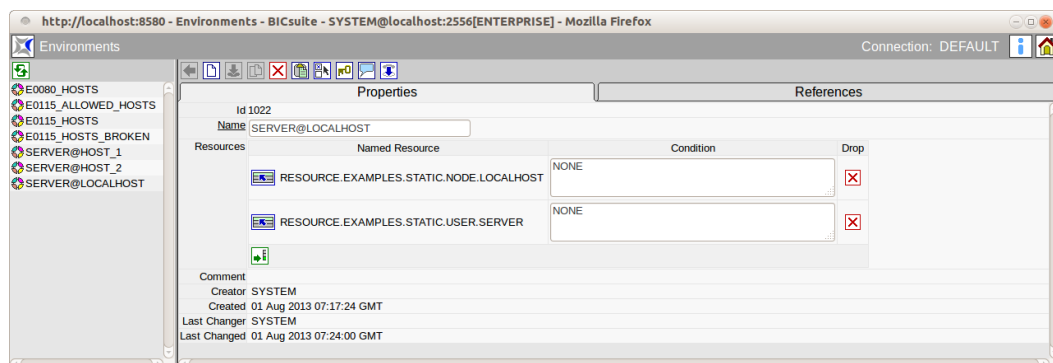 http://localhost:8580 - Environments - BICsuite - SYSTEM@localhost:2556[ENTERPRISE] - Mozilla Firefox
Environments
Connection: DEFAULT
E0080_HOSTS
E0115_ALLOWED_HOSTS
E0115_HOSTS
E0115_HOSTS_BROKEN
SERVER@HOST_1
SERVER@HOST_2
SERVER@LOCALHOST
Properties
References
Id 1022
Name SERVER@LOCALHOST
Resources
Named Resource Condition Drop
RESOURCE.EXAMPLES.STATIC.NODE.LOCALHOST NONE
RESOURCE.EXAMPLES.STATIC.USER.SERVER NONE
Comment
Creator SYSTEM
Created 01 Aug 2013 07:17:24 GMT
Last Changer SYSTEM
Last Changed 01 Aug 2013 07:24:00 GMT